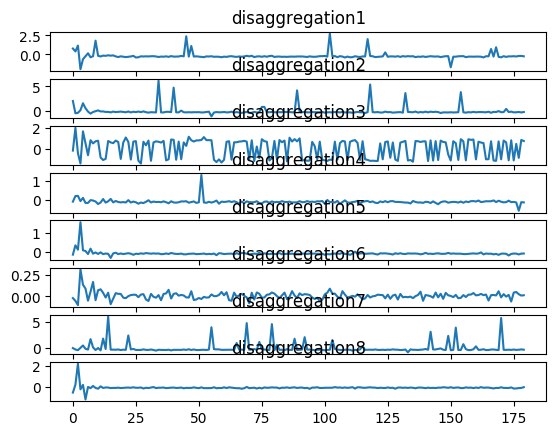 disaggregation1
2.5
0.0
disaggregation2
5
0
disaggregation3
2
0
disaggregation4
1
0
disaggregation5
1
0
disaggregation6
0.25
0.00
disaggregation7
5
0
disaggregation8
2
0
0 25 50 75 100 125 150 175